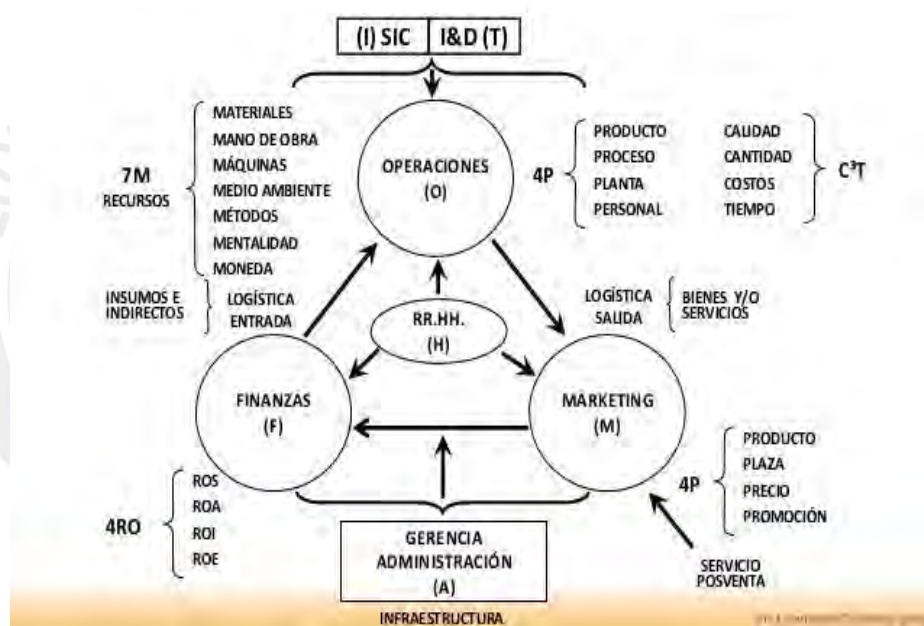 (I) SIC
I&D (T)
MATERIALES
MANO DE OBRA
MÁQUINAS
MEDIO AMBIENTE
MÉTODOS
MENTALIDAD
MONEDA
7M
RECURSOS
OPERACIONES
(O)
4P
PRODUCTO
PROCESO
PLANTA
PERSONAL
CALIDAD
CANTIDAD
COSTOS
TIEMPO
C³T
INSUMOS E
INDIRECTOS
LOGÍSTICA
ENTRADA
RR.HH.
(H)
LOGÍSTICA
SALIDA
BIENES Y/O
SERVICIOS
FINANZAS
(F)
MARKETING
(M)
4RO
ROS
ROA
ROI
ROE
4P
PRODUCTO
PLAZA
PRECIO
PROMOCIÓN
GERENCIA
ADMINISTRACIÓN
(A)
SERVICIO
POSVENTA
INFRAESTRUCTURA